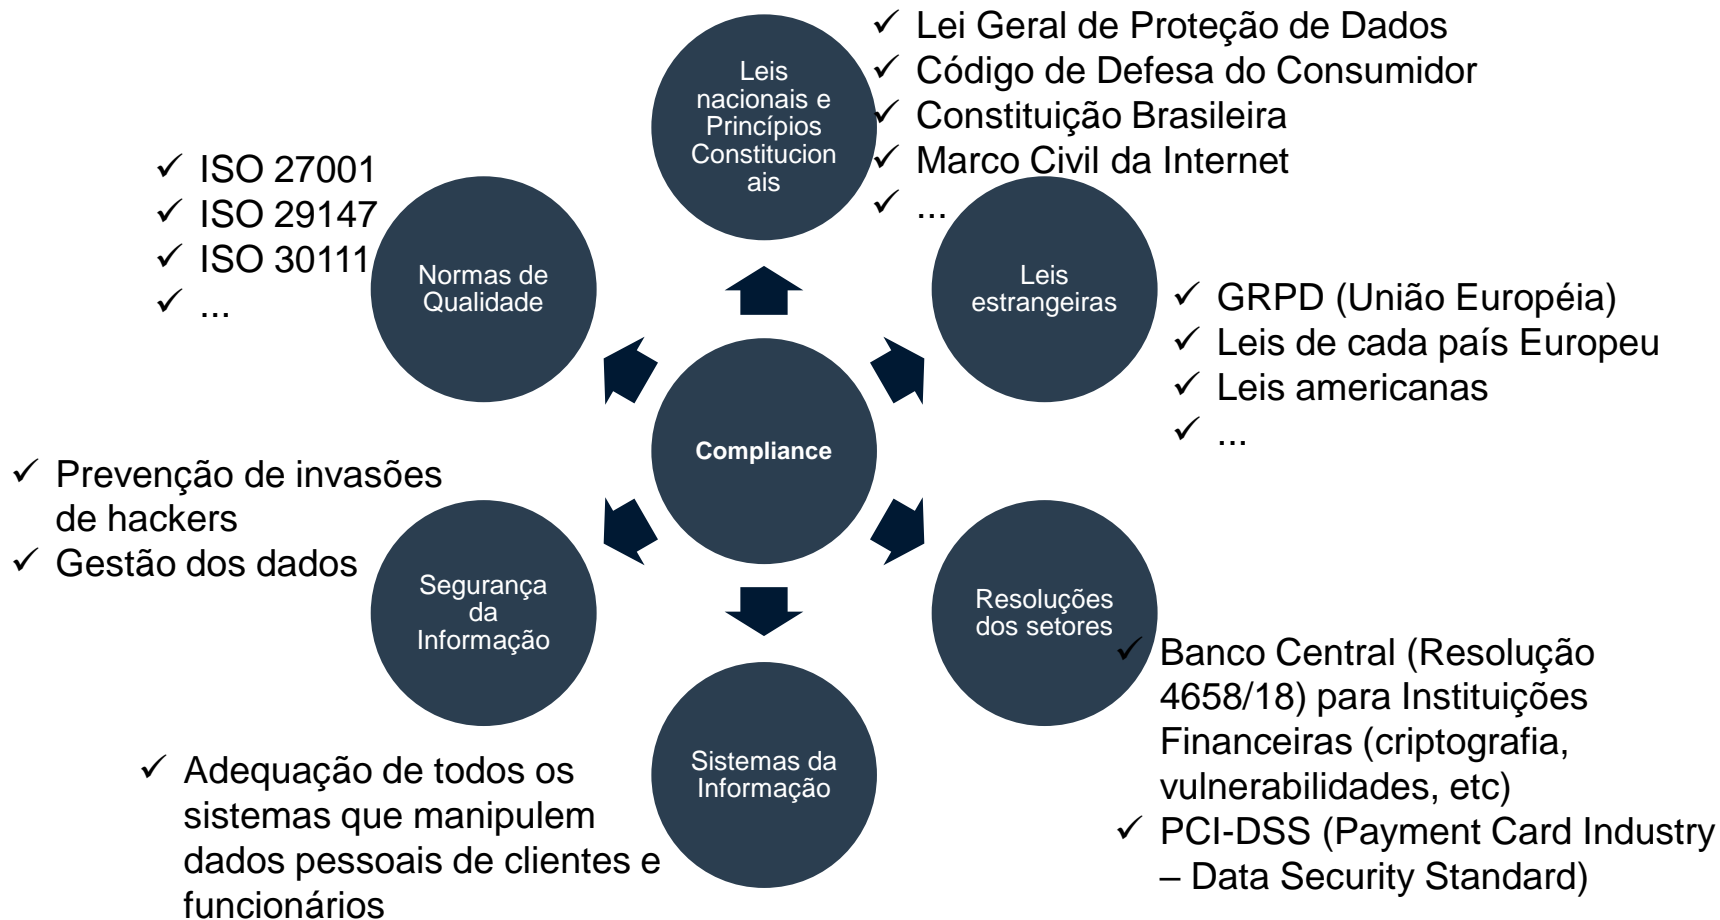 Leis
nacionais e
Princípios
Constitucion
ais
✓ Lei Geral de Proteção de Dados
✓ Código de Defesa do Consumidor
✓ Constituição Brasileira
✓ Marco Civil da Internet
✓ ...
✓ ISO 27001
✓ ISO 29147
✓ ISO 30111
✓ ...
Normas de
Qualidade
Leis
estrangeiras
✓ GRPD (União Européia)
✓ Leis de cada país Europeu
✓ Leis americanas
✓ ...
Compliance
✓ Prevenção de invasões
de hackers
✓ Gestão dos dados
Segurança
da
Informação
Resoluções
dos setores
✓ Banco Central (Resolução
4658/18) para Instituições
Financeiras (criptografia,
vulnerabilidades, etc)
✓ PCI-DSS (Payment Card Industry
– Data Security Standard)
Sistemas da
Informação
✓ Adequação de todos os
sistemas que manipulem
dados pessoais de clientes e
funcionários